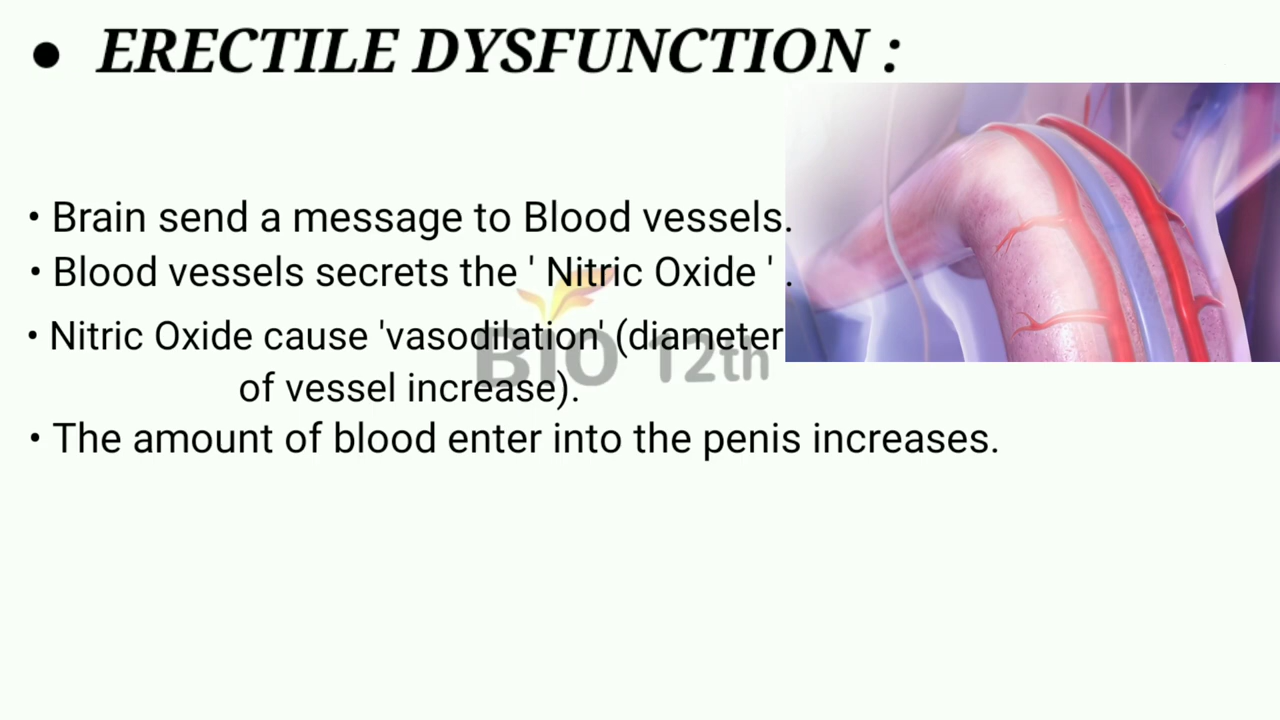 • ERECTILE DYSFUNCTION :
• Brain send a message to Blood vessels.
• Blood vessels secrets the ' Nitric Oxide ' .
• Nitric Oxide cause 'vasodilation' (diameter
of vessel increase).
• The amount of blood enter into the penis increases.
BIO 12th